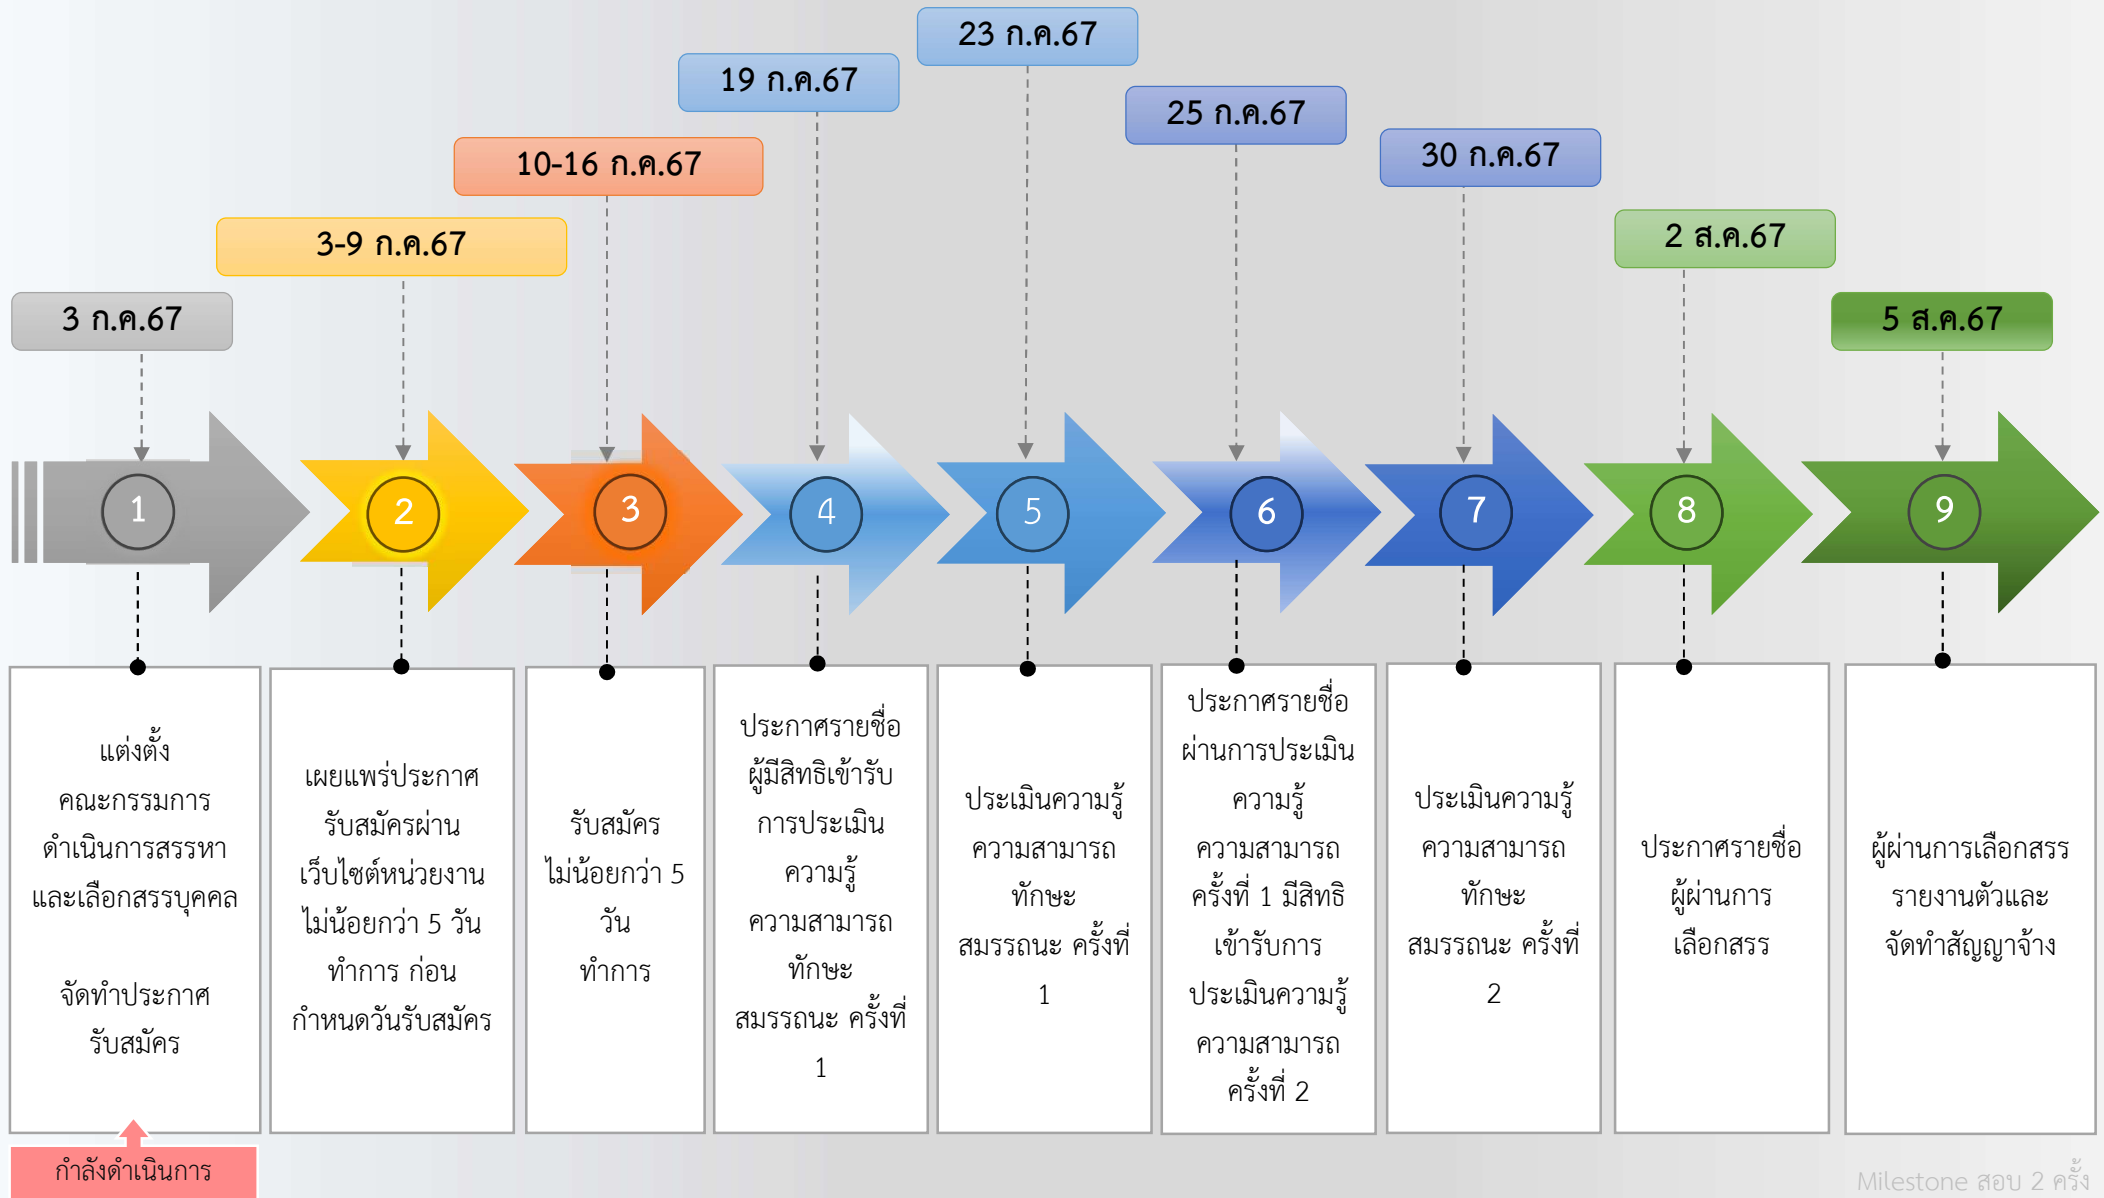 3 ก.ค.67
3-9 ก.ค.67
10-16 ก.ค.67
19 ก.ค.67
23 ก.ค.67
25 ก.ค.67
30 ก.ค.67
2 ส.ค.67
5 ส.ค.67
1
2
3
4
5
6
7
8
9
แต่งตั้ง
คณะกรรมการ
ดำเนินการสรรหา
และเลือกสรรบุคคล
จัดทำประกาศ
รับสมัคร
เผยแพร่ประกาศ
รับสมัครผ่าน
เว็บไซต์หน่วยงาน
ไม่น้อยกว่า 5 วัน
ทำการ ก่อน
กำหนดวันรับสมัคร
รับสมัคร
ไม่น้อยกว่า 5
วัน
ทำการ
ประกาศรายชื่อ
ผู้มีสิทธิเข้ารับ
การประเมิน
ความรู้
ความสามารถ
ทักษะ
สมรรถนะ ครั้งที่
1
ประเมินความรู้
ความสามารถ
ทักษะ
สมรรถนะ ครั้งที่
1
ประกาศรายชื่อ
ผ่านการประเมิน
ความรู้
ความสามารถ
ครั้งที่ 1 มีสิทธิ
เข้ารับการ
ประเมินความรู้
ความสามารถ
ครั้งที่ 2
ประเมินความรู้
ความสามารถ
ทักษะ
สมรรถนะ ครั้งที่
2
ประกาศรายชื่อ
ผู้ผ่านการ
เลือกสรร
ผู้ผ่านการเลือกสรร
รายงานตัวและ
จัดทำสัญญาจ้าง
กำลังดำเนินการ
Milestone สอบ 2 ครั้ง